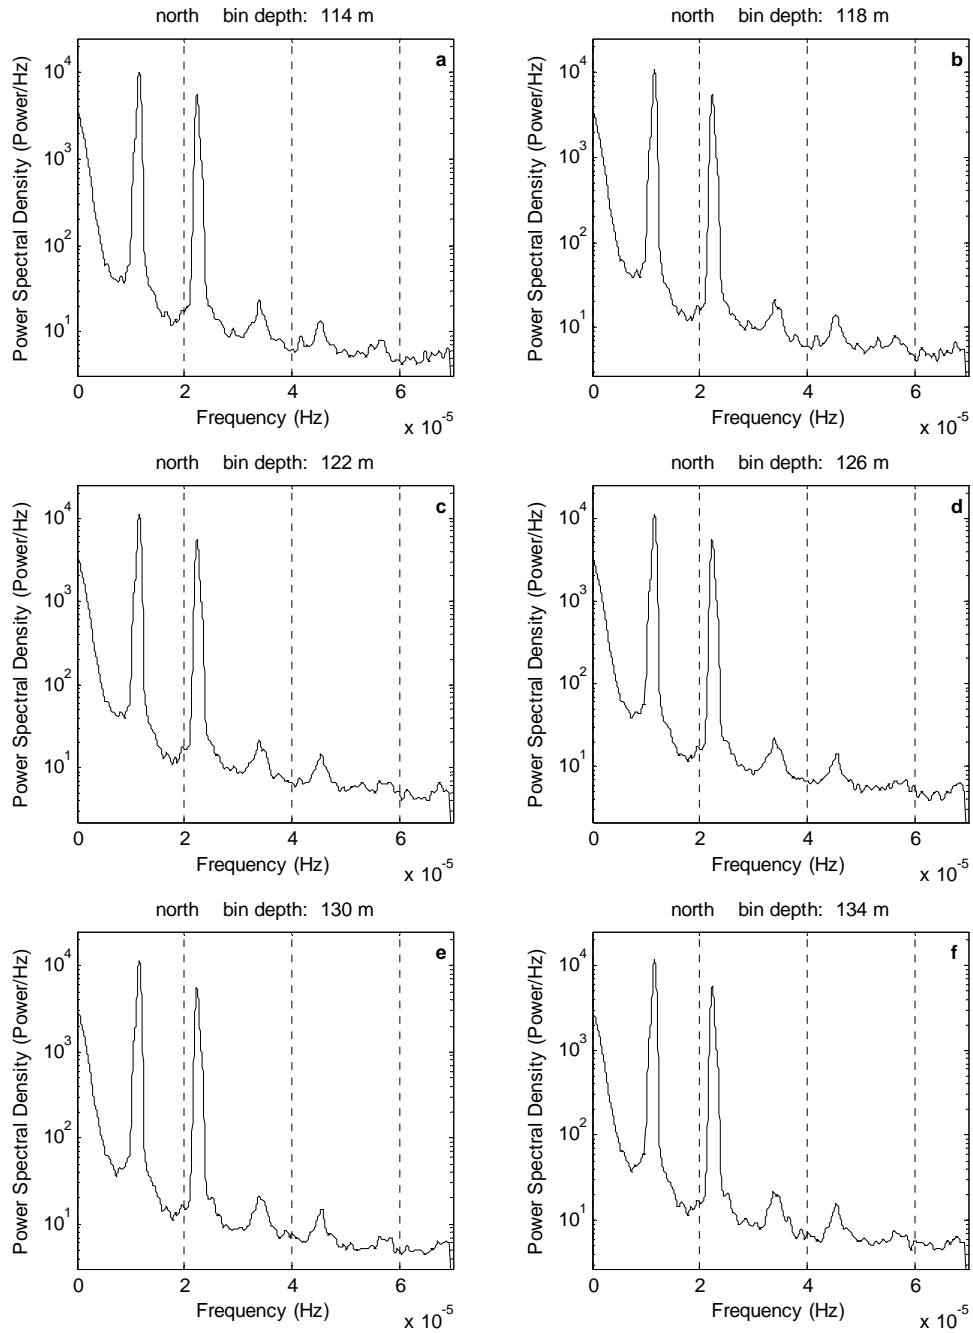 north bin depth: 114 m
a
Power Spectral Density (Power/Hz)
10^4
10^3
10^2
10^1
0 2 4 6
Frequency (Hz)
x 10^-5
north bin depth: 118 m
b
Power Spectral Density (Power/Hz)
10^4
10^3
10^2
10^1
0 2 4 6
Frequency (Hz)
x 10^-5
north bin depth: 122 m
c
Power Spectral Density (Power/Hz)
10^4
10^3
10^2
10^1
0 2 4 6
Frequency (Hz)
x 10^-5
north bin depth: 126 m
d
Power Spectral Density (Power/Hz)
10^4
10^3
10^2
10^1
0 2 4 6
Frequency (Hz)
x 10^-5
north bin depth: 130 m
e
Power Spectral Density (Power/Hz)
10^4
10^3
10^2
10^1
0 2 4 6
Frequency (Hz)
x 10^-5
north bin depth: 134 m
f
Power Spectral Density (Power/Hz)
10^4
10^3
10^2
10^1
0 2 4 6
Frequency (Hz)
x 10^-5